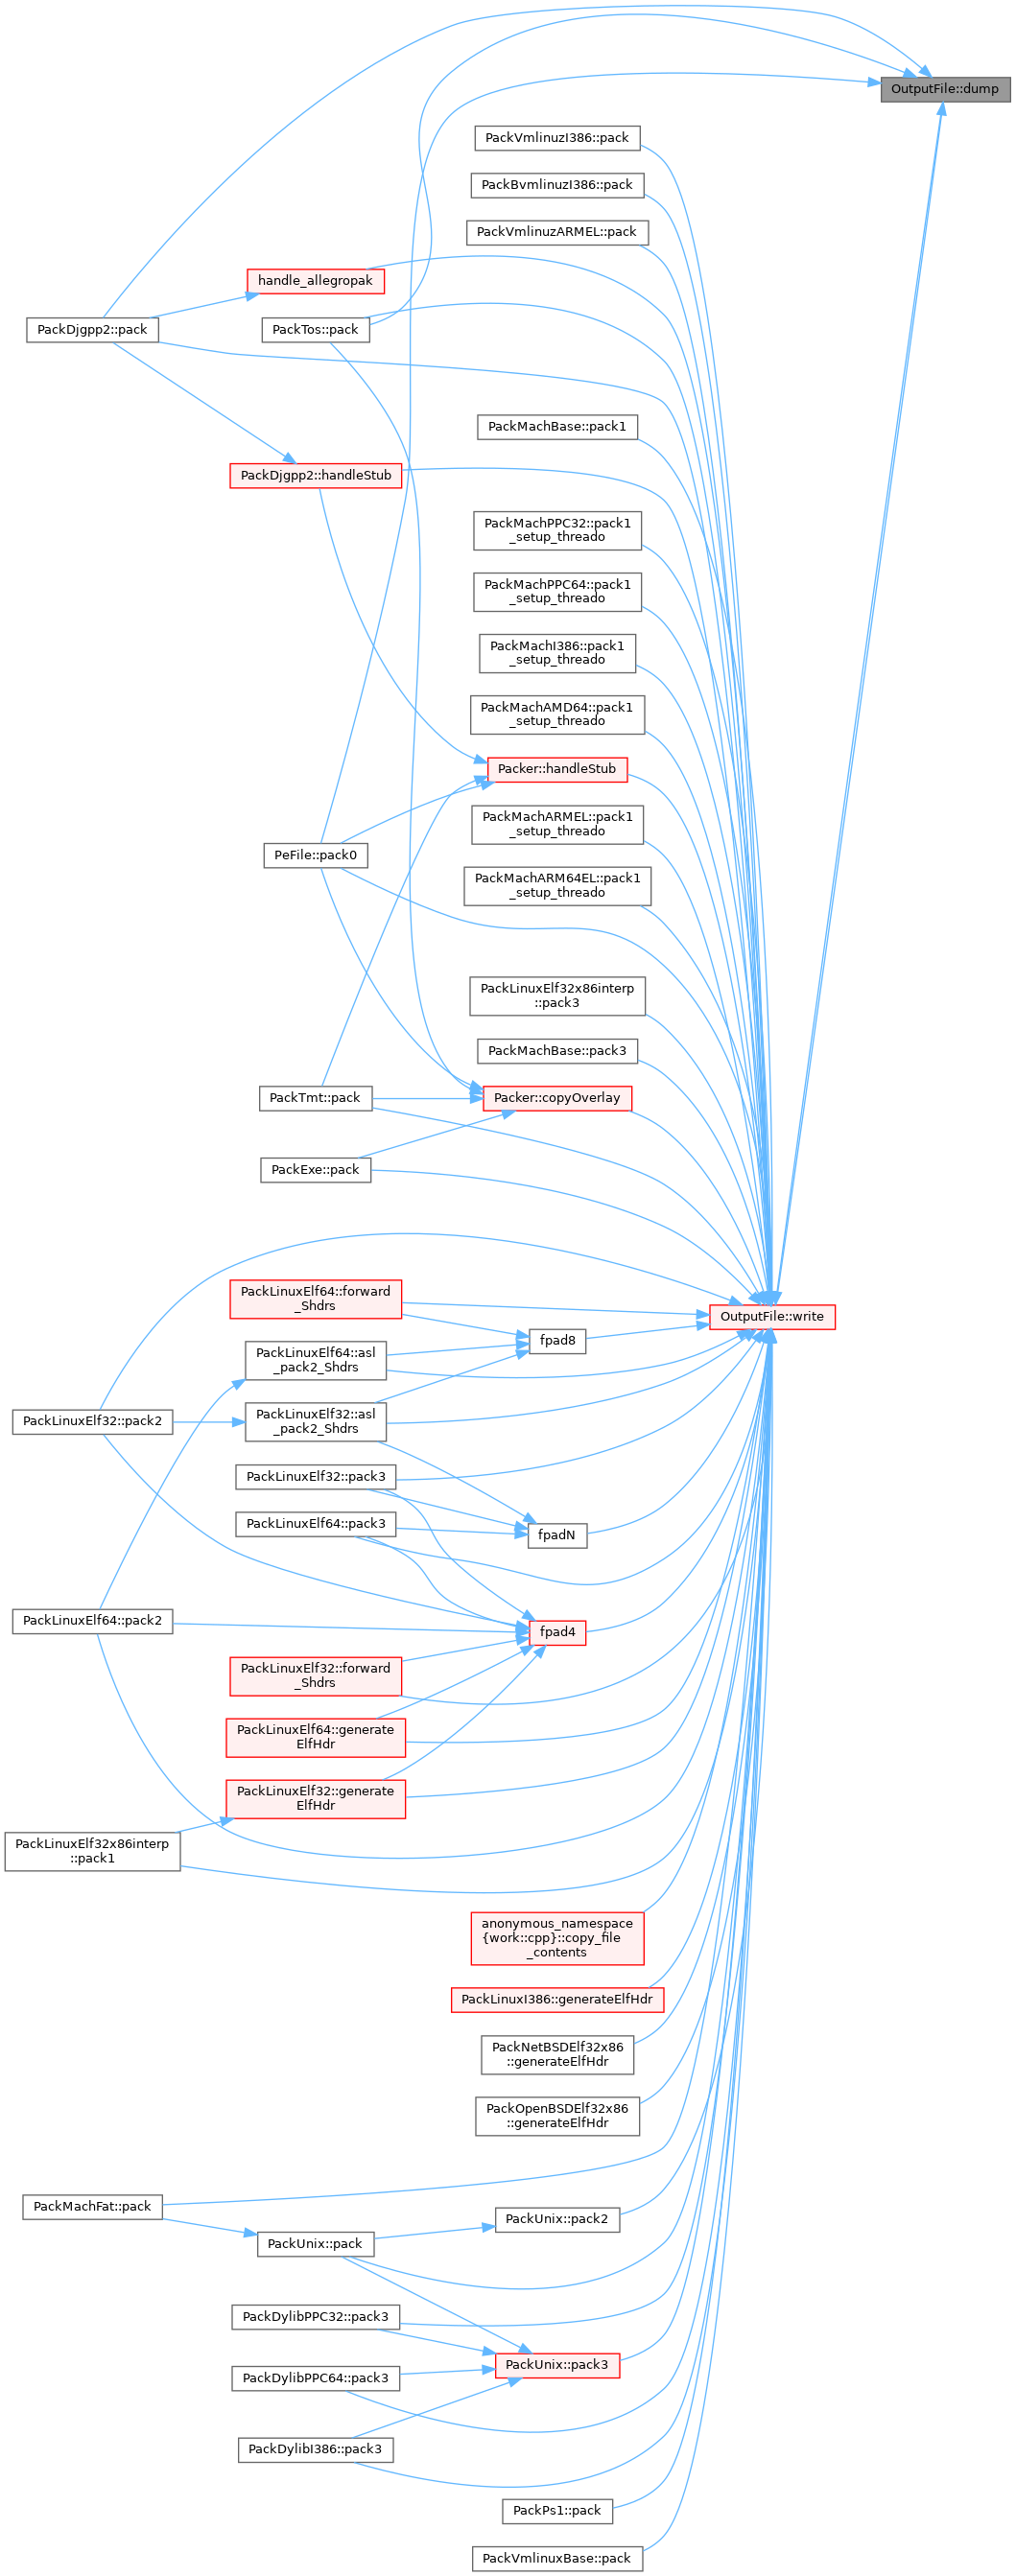 OutputFile::dump
PackVmlinuzI386::pack
PackBvmlinuzI386::pack
PackVmlinuzARMEL::pack
handle_allegropak
PackDjgpp2::pack
PackTos::pack
PackMachBase::pack1
PackDjgpp2::handleStub
PackMachPPC32::pack1
_setup_threado
PackMachPPC64::pack1
_setup_threado
PackMachI386::pack1
_setup_threado
PackMachAMD64::pack1
_setup_threado
Packer::handleStub
PackMachARMEL::pack1
_setup_threado
PeFile::pack0
PackMachARM64EL::pack1
_setup_threado
PackLinuxElf32x86interp
::pack3
PackMachBase::pack3
PackTmt::pack
Packer::copyOverlay
PackExe::pack
PackLinuxElf64::forward
_Shdrs
OutputFile::write
fpad8
PackLinuxElf64::asl
_pack2_Shdrs
PackLinuxElf32::pack2
PackLinuxElf32::asl
_pack2_Shdrs
PackLinuxElf32::pack3
PackLinuxElf64::pack3
fpadN
PackLinuxElf64::pack2
fpad4
PackLinuxElf32::forward
_Shdrs
PackLinuxElf64::generate
ElfHdr
PackLinuxElf32::generate
ElfHdr
PackLinuxElf32x86interp
::pack1
anonymous_namespace
{work::cpp}::copy_file
_contents
PackLinuxI386::generateElfHdr
PackNetBSDElf32x86
::generateElfHdr
PackOpenBSDElf32x86
::generateElfHdr
PackMachFat::pack
PackUnix::pack2
PackUnix::pack
PackDylibPPC32::pack3
PackUnix::pack3
PackDylibPPC64::pack3
PackDylibI386::pack3
PackPs1::pack
PackVmlinuxBase::pack